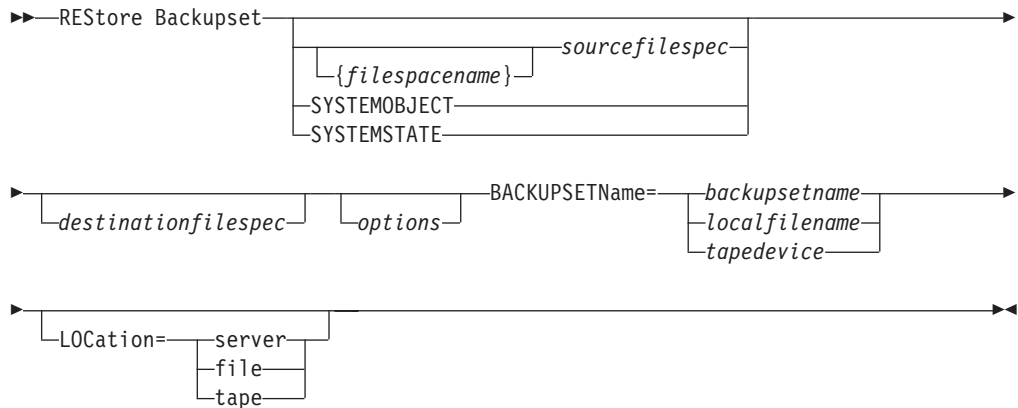 REStore Backupset
sourcefilespec
{filespacename}
SYSTEMOBJECT
SYSTEMSTATE
destinationfilespec
options
BACKUPSETName=
backupsetname
localfilename
tapedevice
LOCation=
server
file
tape